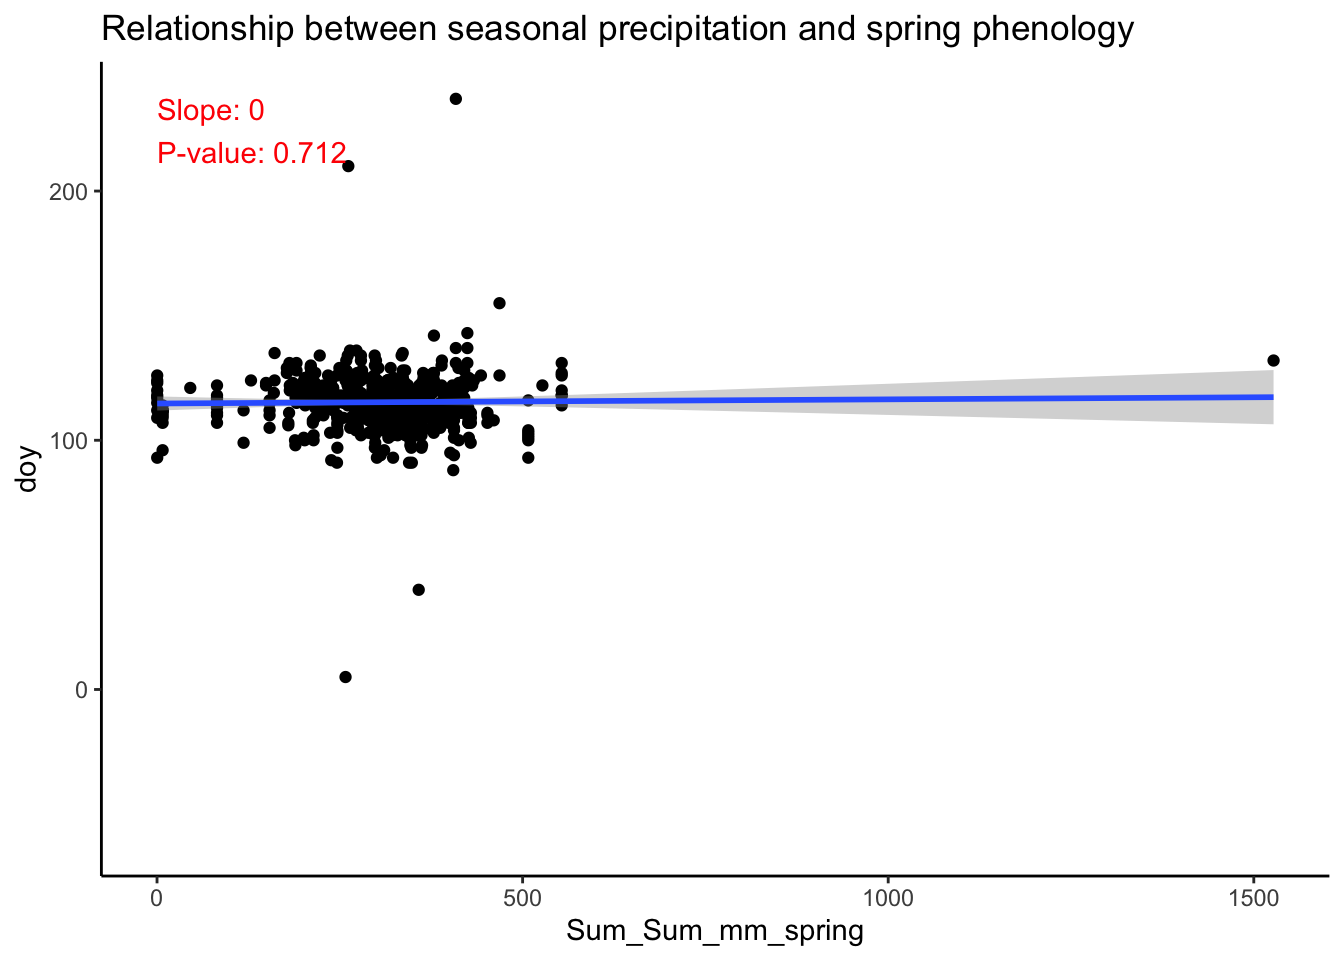 Relationship between seasonal precipitation and spring phenology
Slope: 0
P-value: 0.712
200
100
0
doy
0
500
1000
1500
Sum_Sum_mm_spring